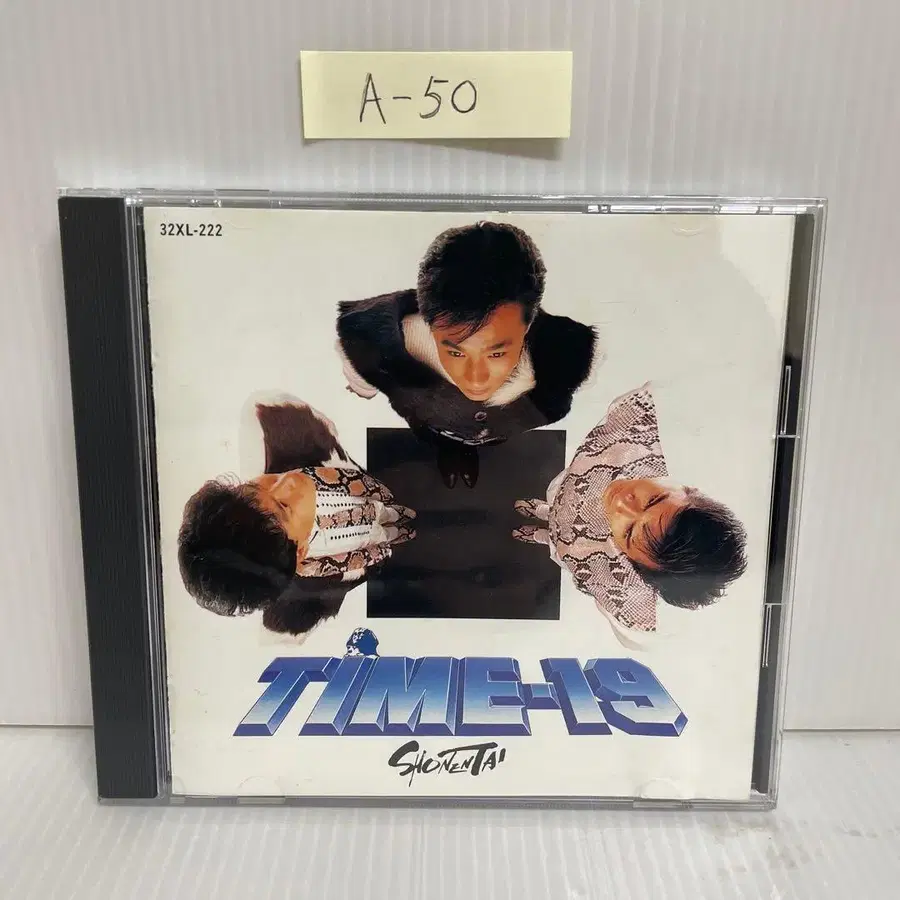 A-50
32XL-222
TIME-19
SHONENTAI